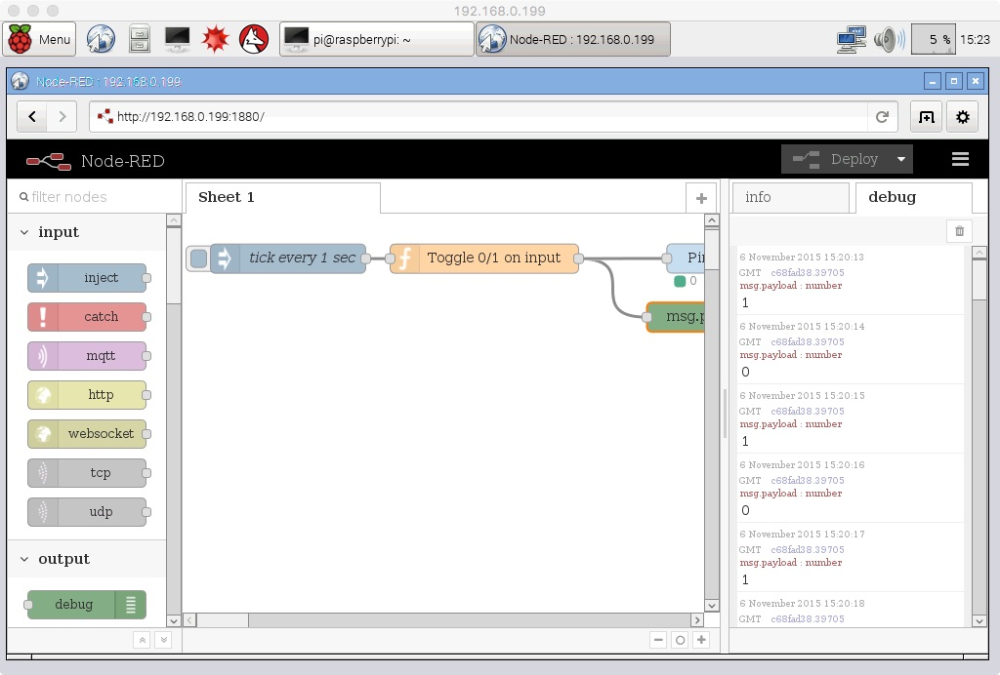 192.168.0.199
Menu
pi@raspberrypi: ~
Node-RED : 192.168.0.199
5 %
15:23
Node-RED : 192.168.0.199
http://192.168.0.199:1880/
Node-RED
Deploy
filter nodes
Sheet 1
info
debug
input
inject
catch
mqtt
http
websocket
tcp
udp
output
debug
tick every 1 sec
Toggle 0/1 on input
Pin
0
msg.p
6 November 2015 15:20:13
GMT c68fad38.39705
msg.payload : number
1
6 November 2015 15:20:14
GMT c68fad38.39705
msg.payload : number
0
6 November 2015 15:20:15
GMT c68fad38.39705
msg.payload : number
1
6 November 2015 15:20:16
GMT c68fad38.39705
msg.payload : number
0
6 November 2015 15:20:17
GMT c68fad38.39705
msg.payload : number
1
6 November 2015 15:20:18
GMT c68fad38.39705